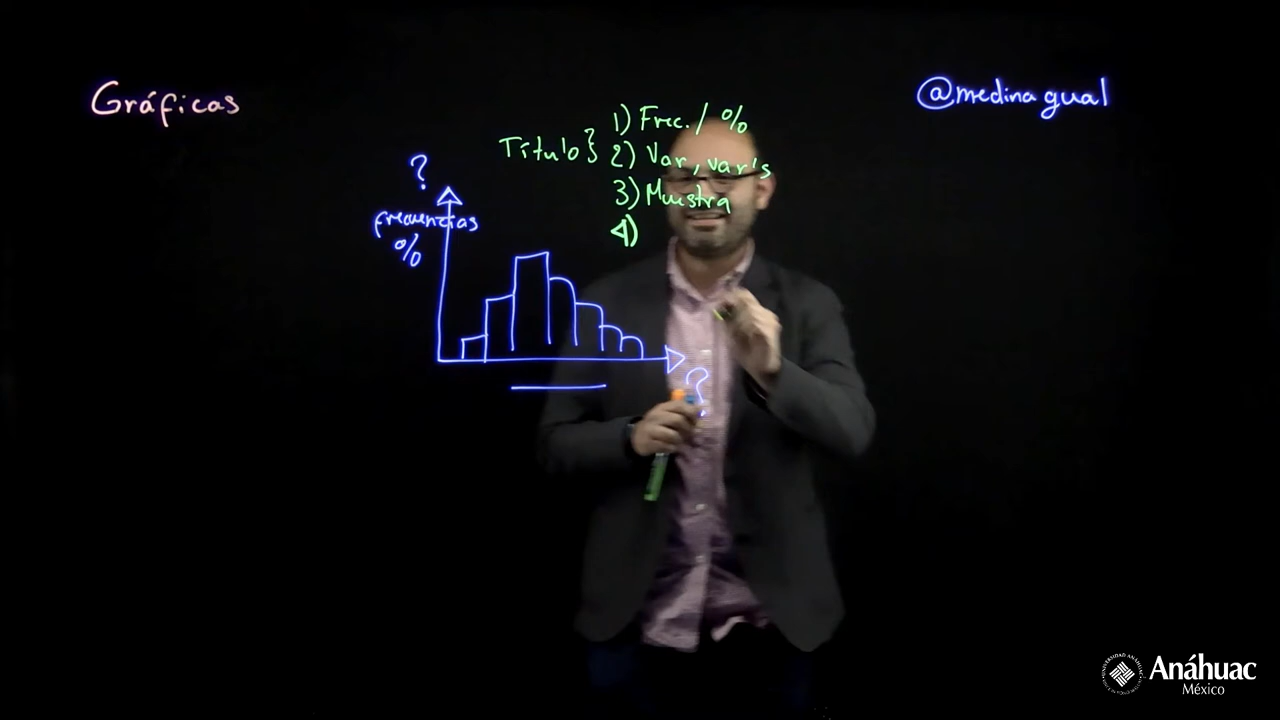 Gráficas
@medinagual
1) Frec. / %
Título} 2) Var, var's
3) Muestra
4)
?
frecuencias
%
?
Anáhuac
México